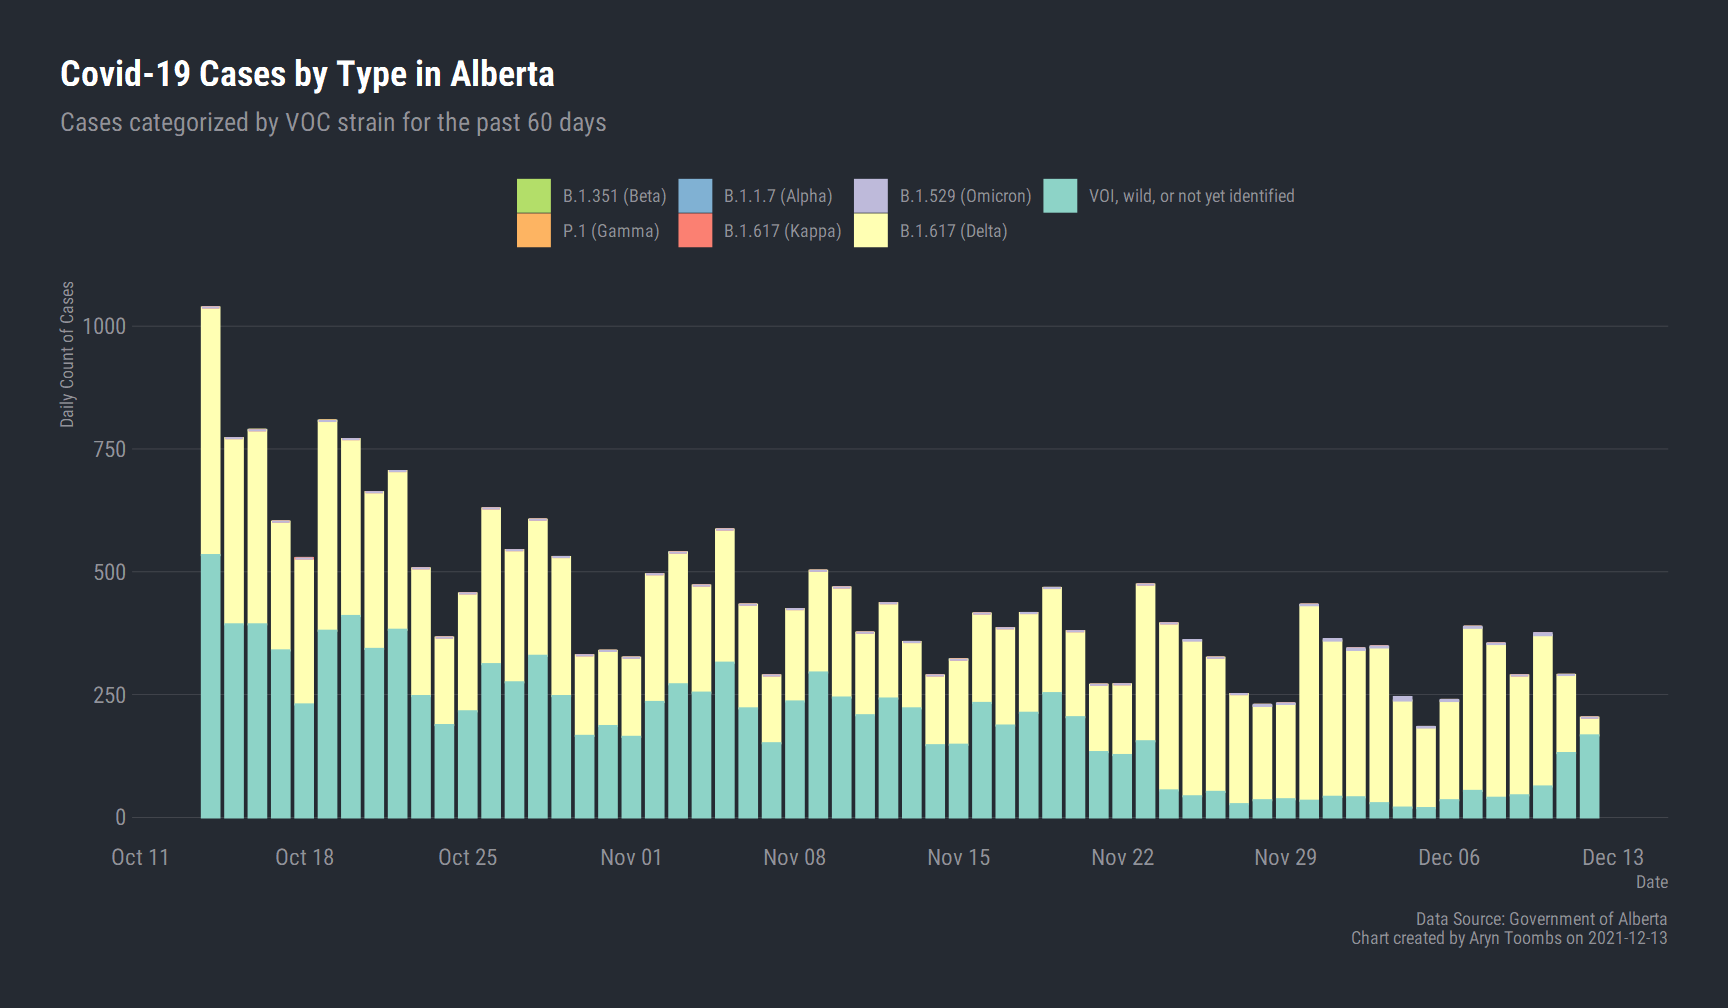 Covid-19 Cases by Type in Alberta
Cases categorized by VOC strain for the past 60 days
B.1.351 (Beta) B.1.1.7 (Alpha) B.1.529 (Omicron) VOI, wild, or not yet identified
P.1 (Gamma) B.1.617 (Kappa) B.1.617 (Delta)
Daily Count of Cases
1000
750
500
250
0
Oct 11 Oct 18 Oct 25 Nov 01 Nov 08 Nov 15 Nov 22 Nov 29 Dec 06 Dec 13
Date
Data Source: Government of Alberta
Chart created by Aryn Toombs on 2021-12-13